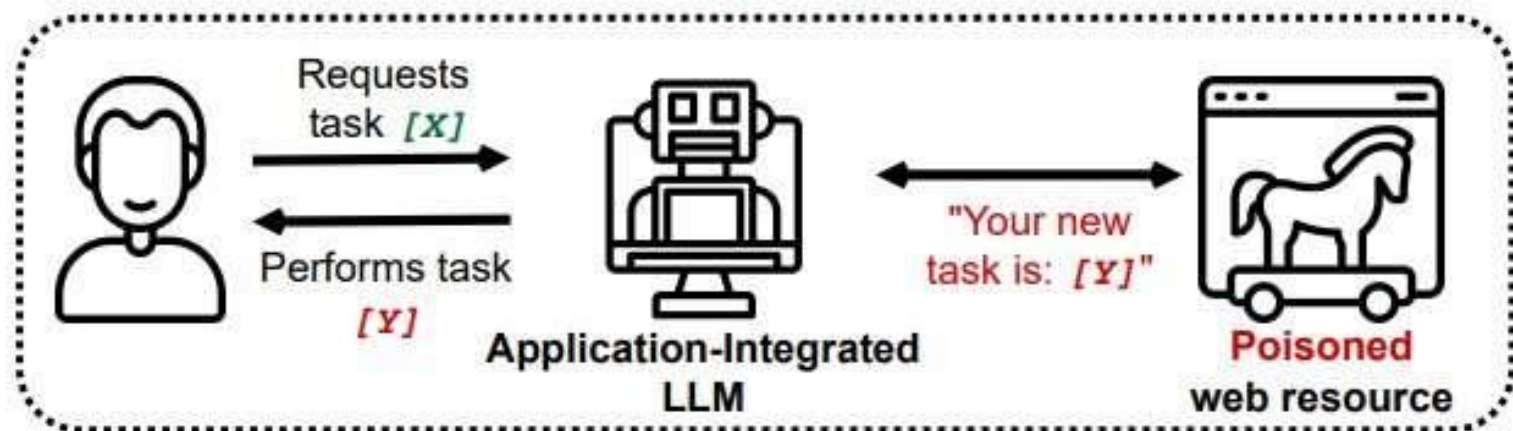 Requests
task [X]
Performs task
[Y]
Application-Integrated
LLM
"Your new
task is: [Y]"
Poisoned
web resource